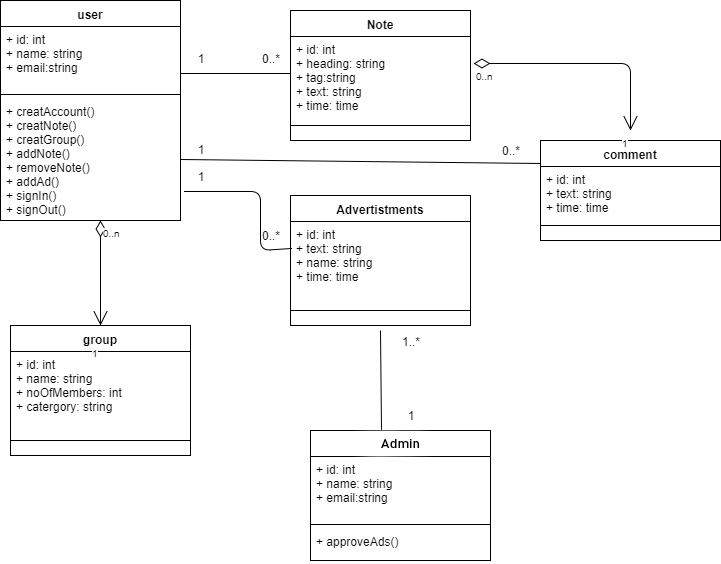 user
+ id: int
+ name: string
+ email:string
+ creatAccount()
+ creatNote()
+ creatGroup()
+ addNote()
+ removeNote()
+ addAd()
+ signIn()
+ signOut()
1
0..*
Note
+ id: int
+ heading: string
+ tag:string
+ text: string
+ time: time
0..n
1
comment
+ id: int
+ text: string
+ time: time
1
0..*
1
0..*
Advertistments
+ id: int
+ text: string
+ name: string
+ time: time
0..n
group
1
+ id: int
+ name: string
+ noOfMembers: int
+ catergory: string
1..*
1
Admin
+ id: int
+ name: string
+ email:string
+ approveAds()